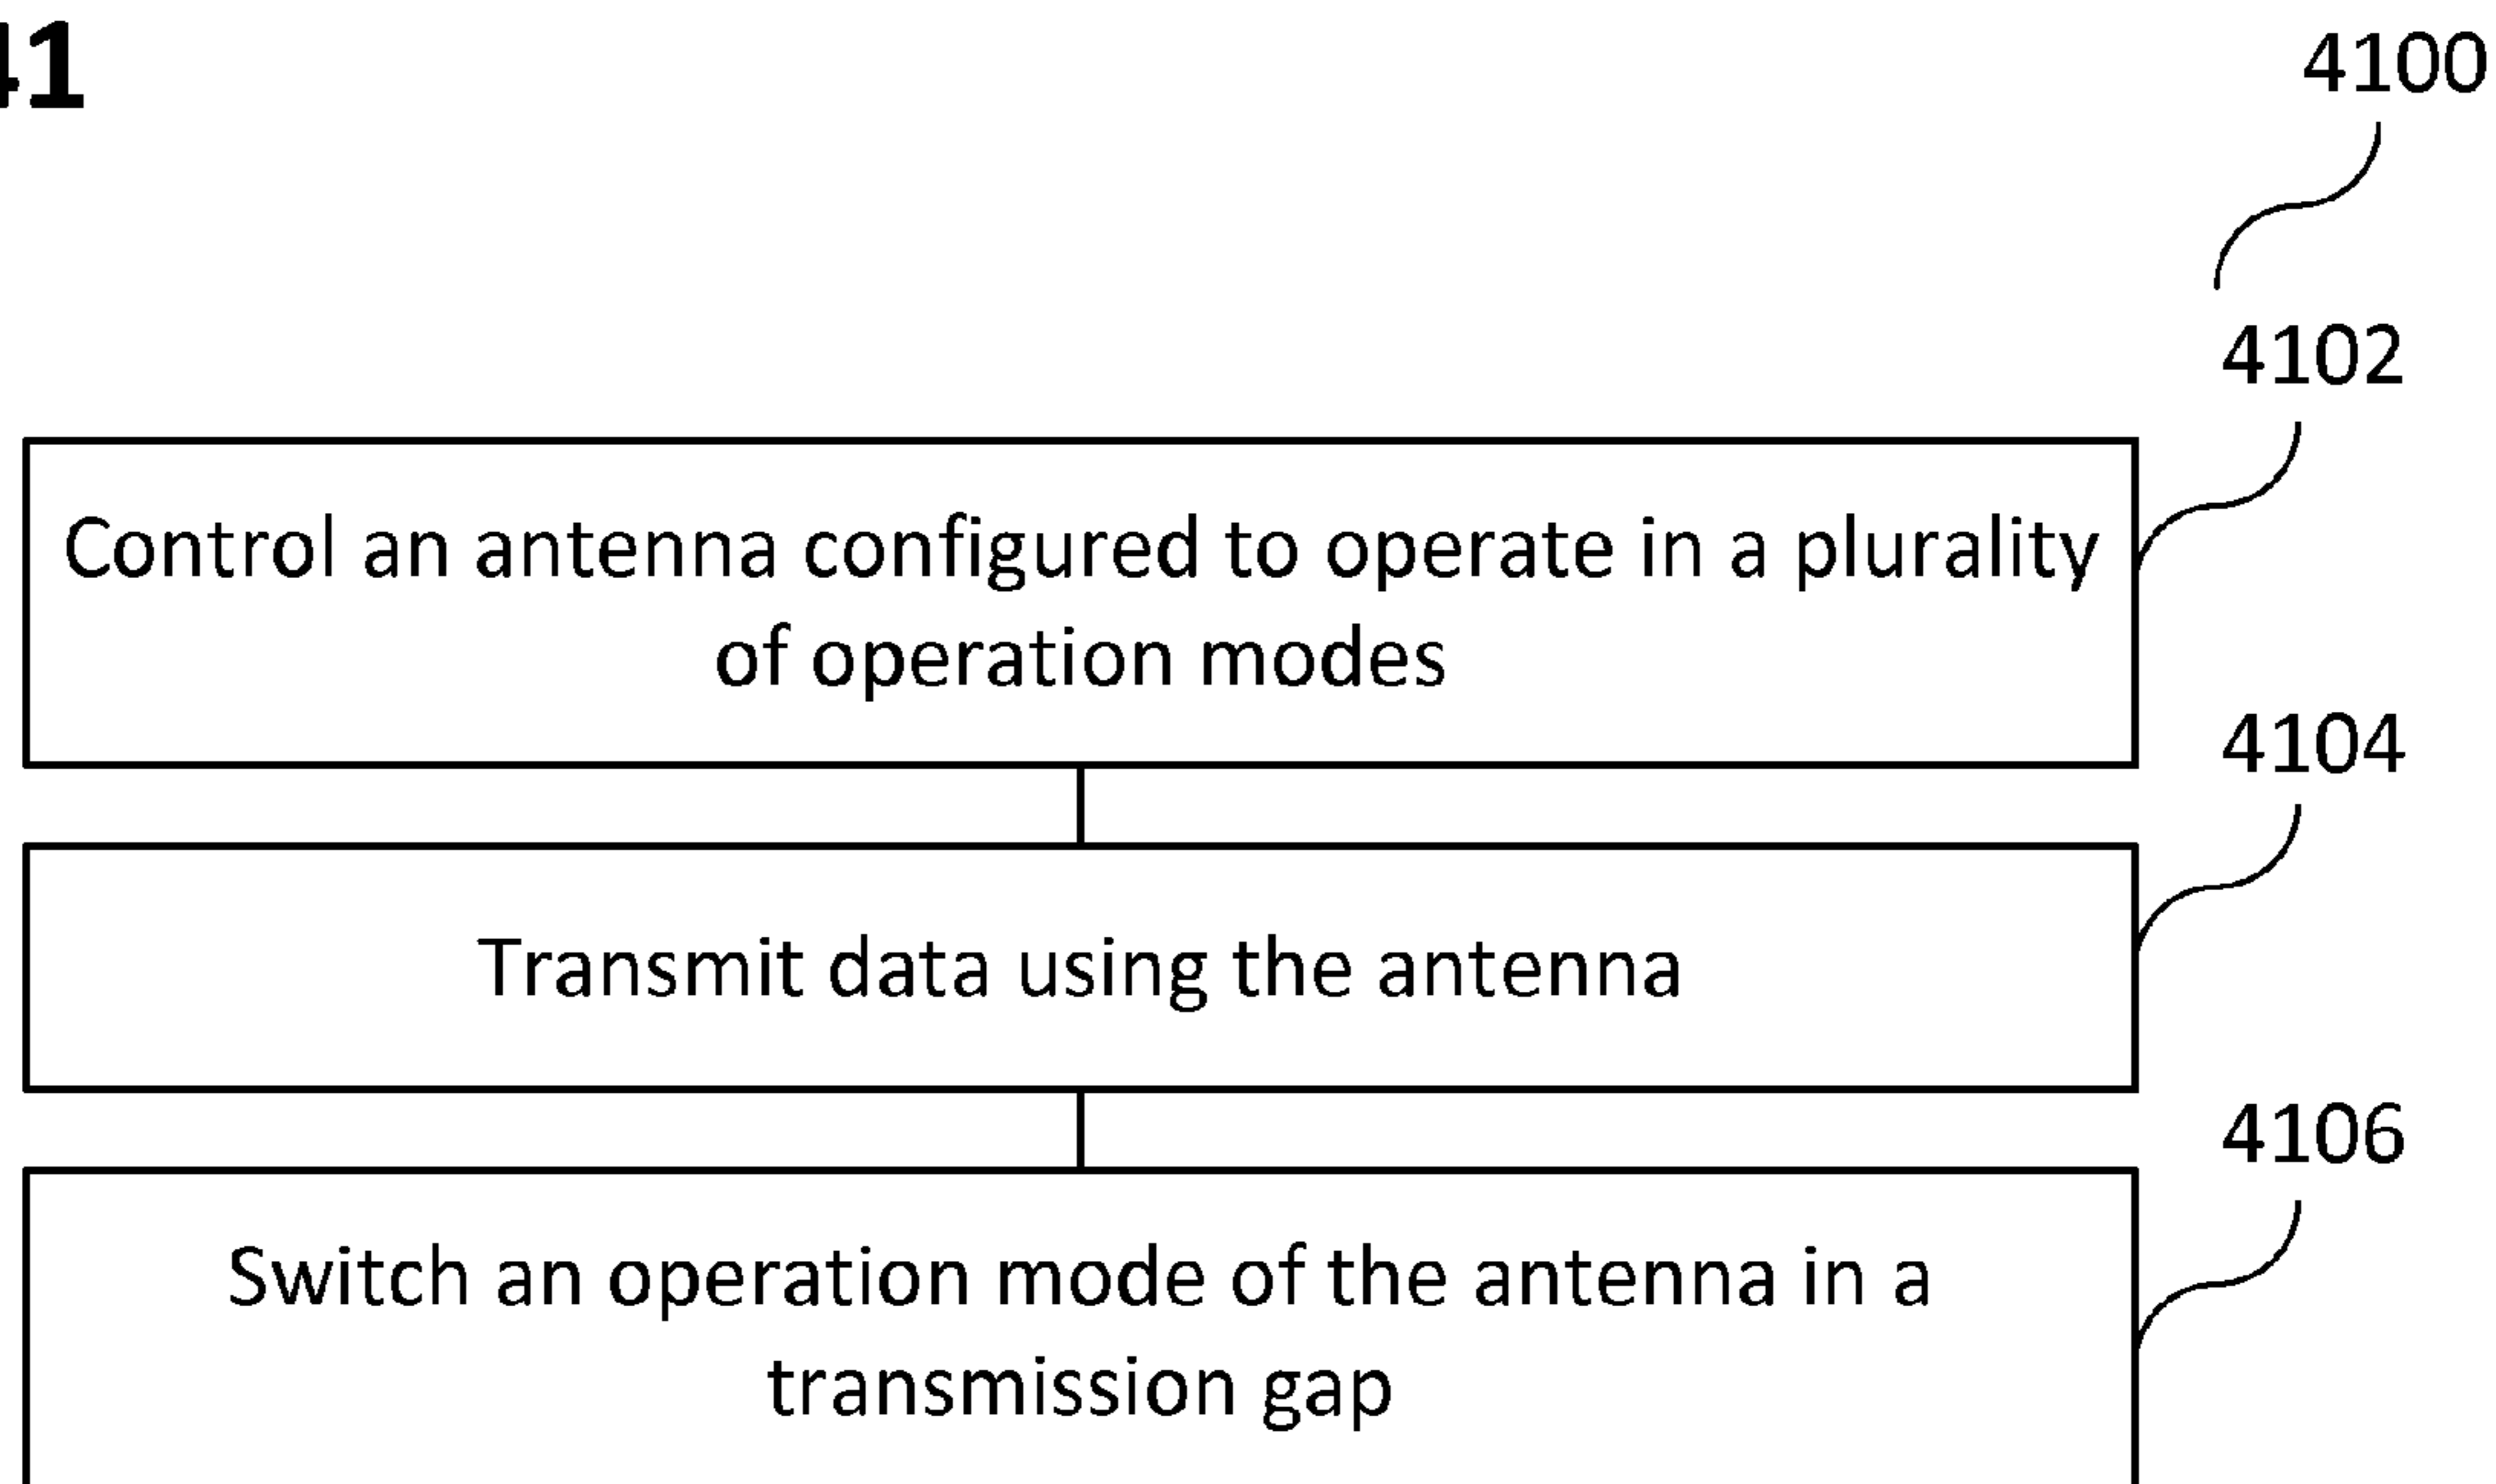 41
4100
4102
Control an antenna configured to operate in a plurality
of operation modes
4104
Transmit data using the antenna
4106
Switch an operation mode of the antenna in a
transmission gap